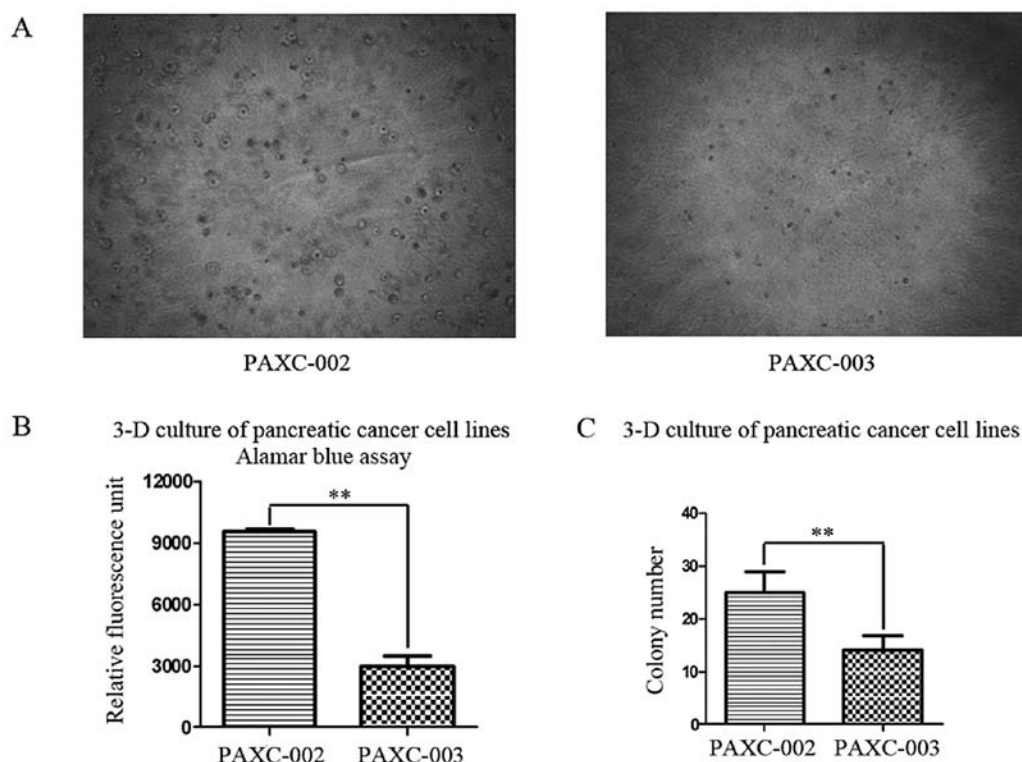 A
PAXC-002
PAXC-003
B
3-D culture of pancreatic cancer cell lines
Alamar blue assay
Relative fluorescence unit
12000
9000
6000
3000
0
**
PAXC-002
PAXC-003
C
3-D culture of pancreatic cancer cell lines
Colony number
40
30
20
10
0
**
PAXC-002
PAXC-003